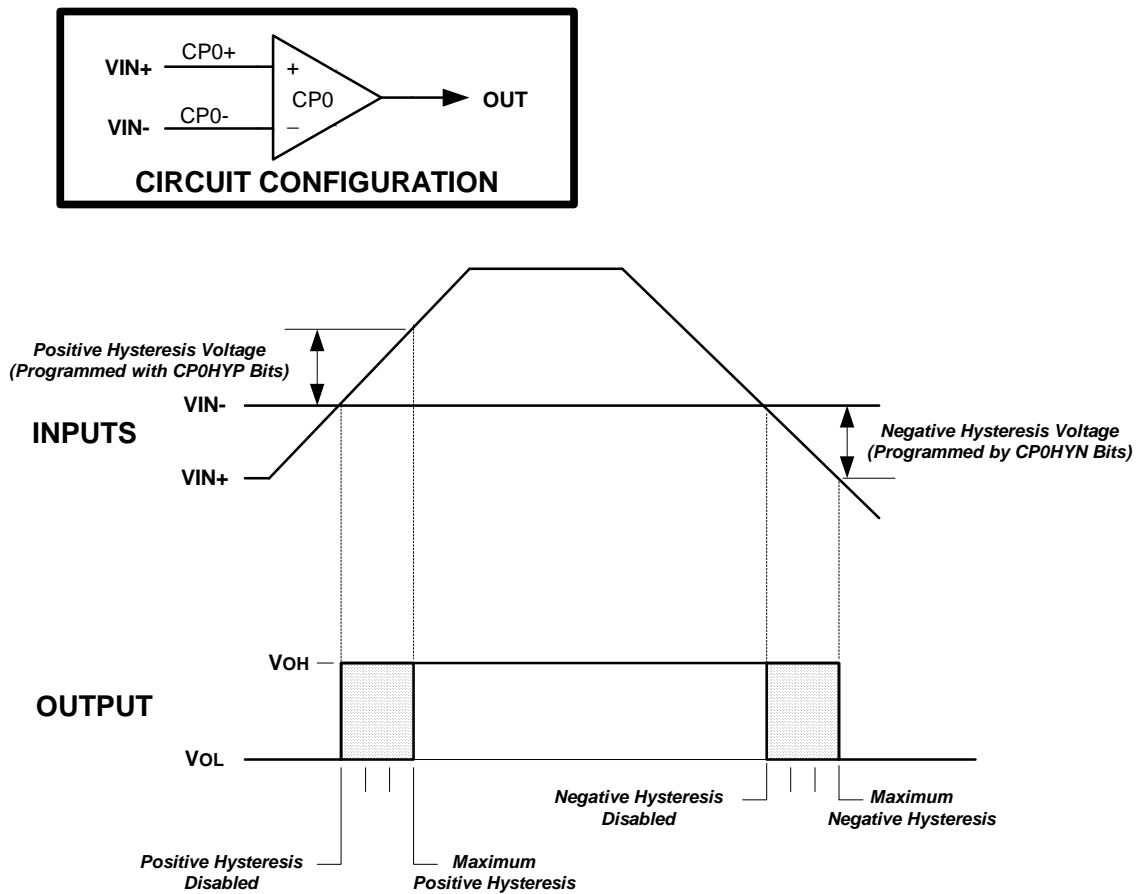 VIN+
CP0+
+
CP0
OUT
VIN-
CP0-
−
CIRCUIT CONFIGURATION
Positive Hysteresis Voltage
(Programmed with CP0HYP Bits)
VIN-
INPUTS
Negative Hysteresis Voltage
(Programmed by CP0HYN Bits)
VIN+
VOH
OUTPUT
VOL
Negative Hysteresis
Disabled
Maximum
Negative Hysteresis
Positive Hysteresis
Disabled
Maximum
Positive Hysteresis